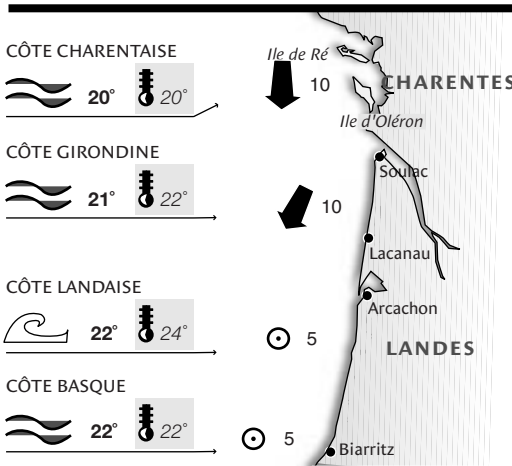 CÔTE CHARENTAISE
20° 20°
CÔTE GIRONDINE
21° 22°
CÔTE LANDAISE
22° 24°
CÔTE BASQUE
22° 22°
Ile de Ré
10
CHARENTES
Ile d'Oléron
Soulac
10
Lacanau
Arcachon
5
LANDES
5
Biarritz